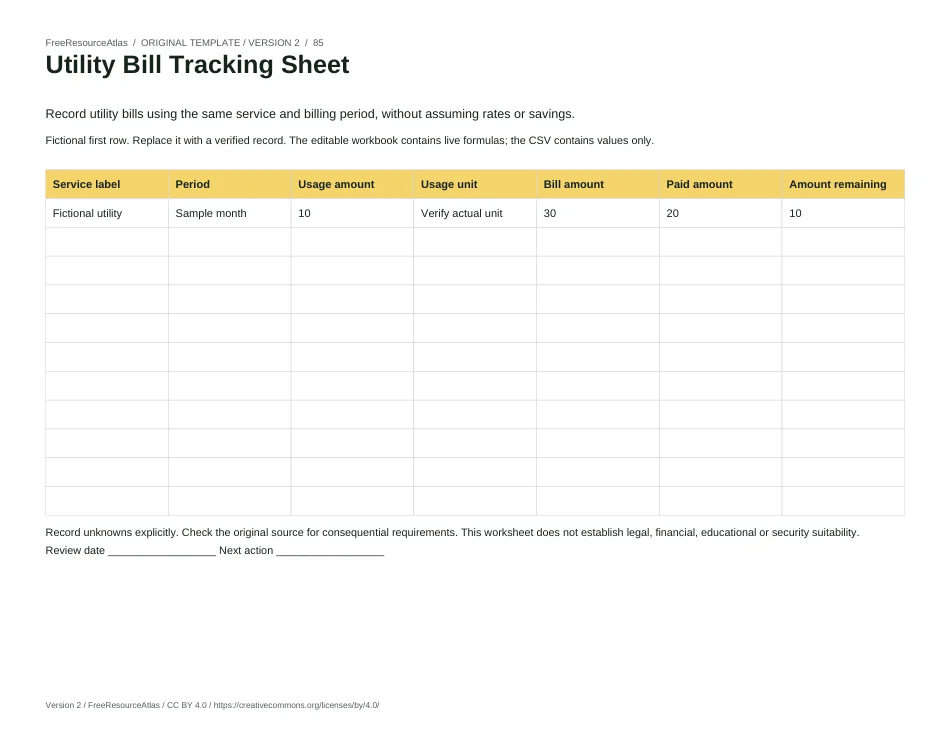 FreeResourceAtlas / ORIGINAL TEMPLATE / VERSION 2 / 85
Utility Bill Tracking Sheet
Record utility bills using the same service and billing period, without assuming rates or savings.
Fictional first row. Replace it with a verified record. The editable workbook contains live formulas; the CSV contains values only.
Service label Period Usage amount Usage unit Bill amount Paid amount Amount remaining
Fictional utility Sample month 10 Verify actual unit 30 20 10
Record unknowns explicitly. Check the original source for consequential requirements. This worksheet does not establish legal, financial, educational or security suitability.
Review date __________________ Next action __________________
Version 2 / FreeResourceAtlas / CC BY 4.0 / https://creativecommons.org/licenses/by/4.0/